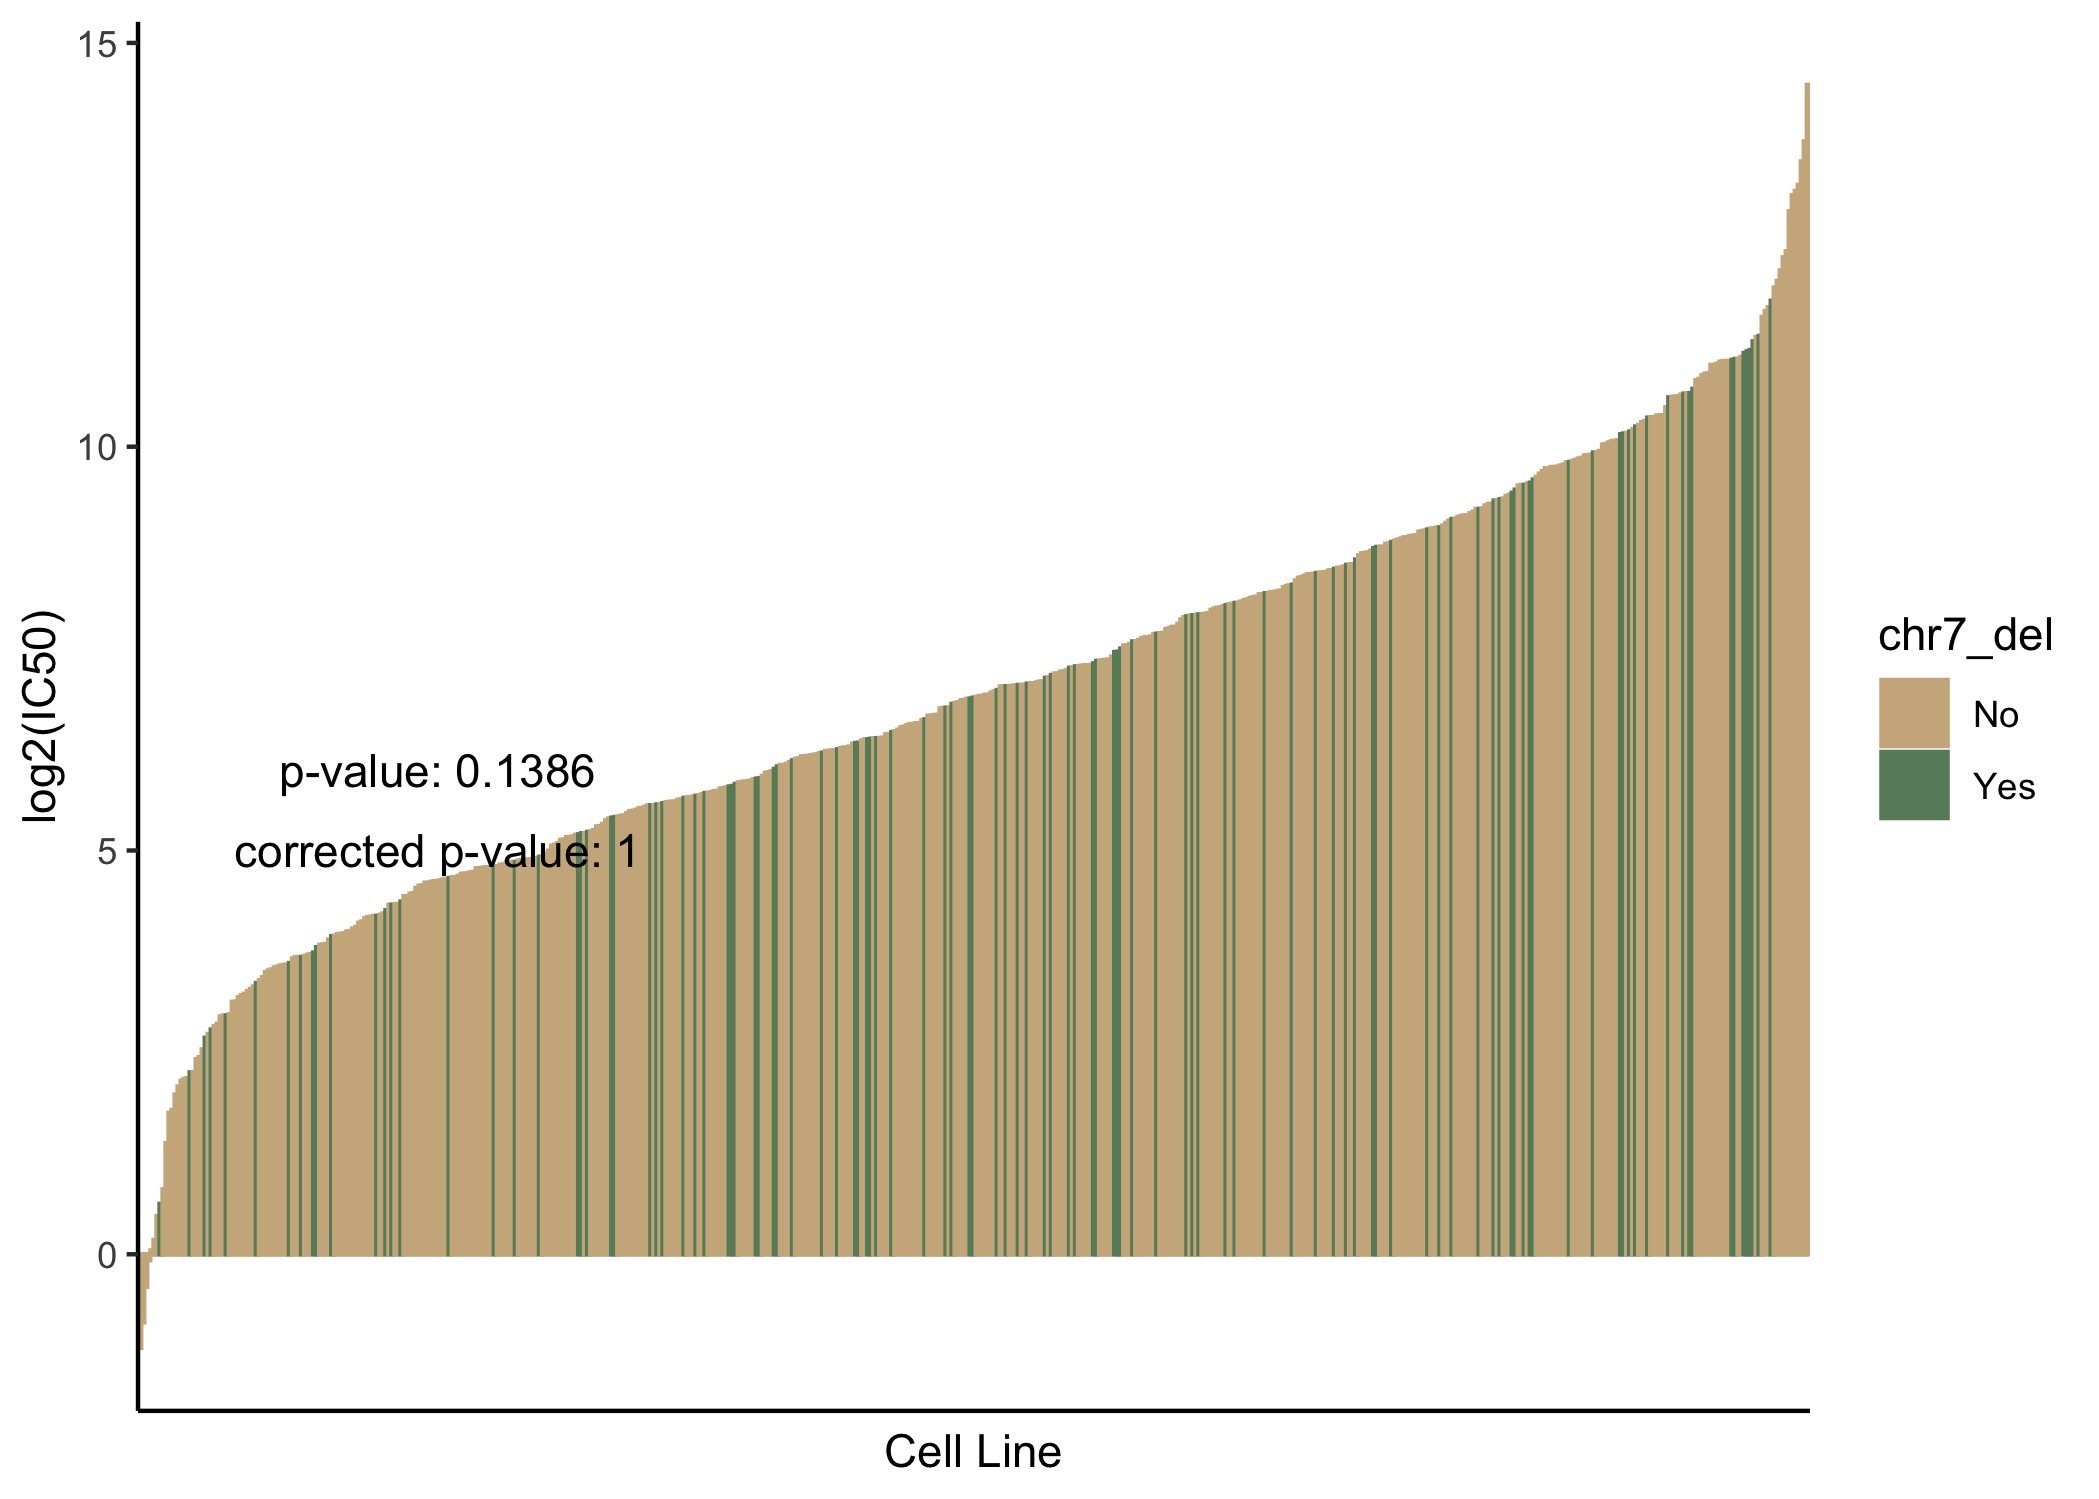 15
10
5
0
log2(IC50)
p-value: 0.1386
corrected p-value: 1
Cell Line
chr7_del
No
Yes